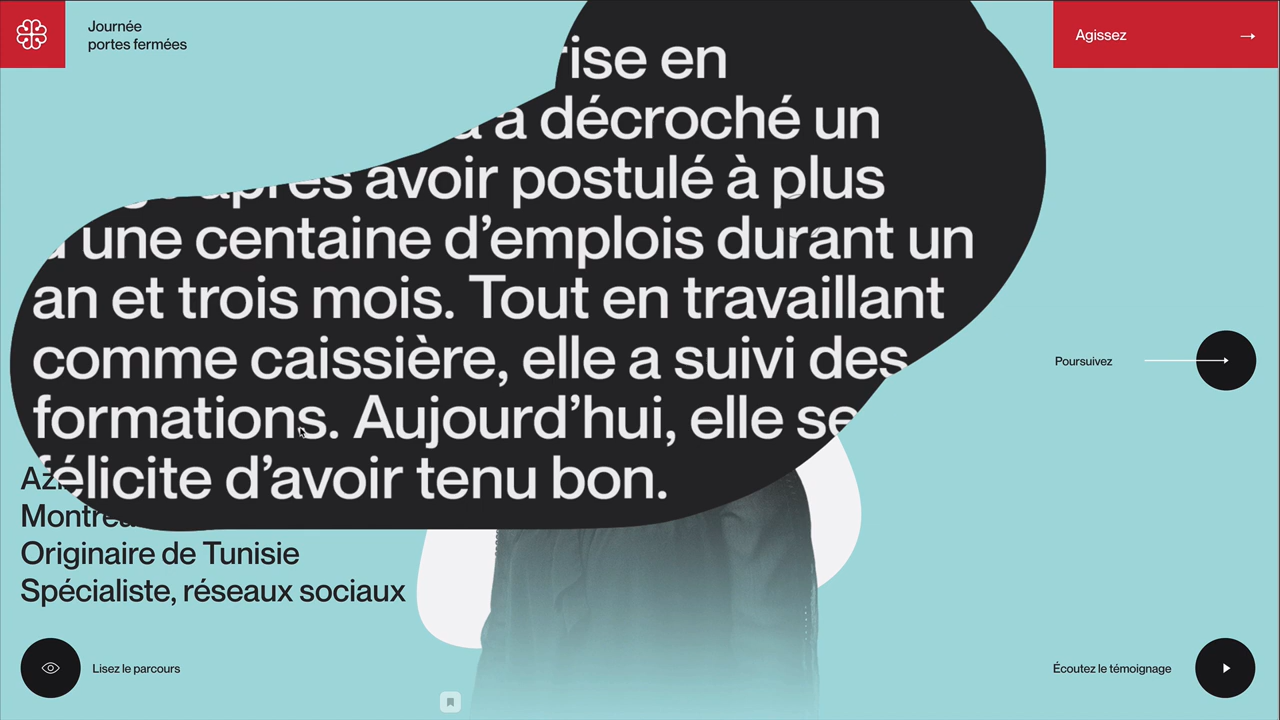 Journée
portes fermées
Agissez
en
a décroché un
après avoir postulé à plus
d'une centaine d'emplois durant un
an et trois mois. Tout en travaillant
comme caissière, elle a suivi des
formations. Aujourd'hui, elle se
félicite d'avoir tenu bon.
Originaire de Tunisie
Spécialiste, réseaux sociaux
Poursuivez
Lisez le parcours
Écoutez le témoignage